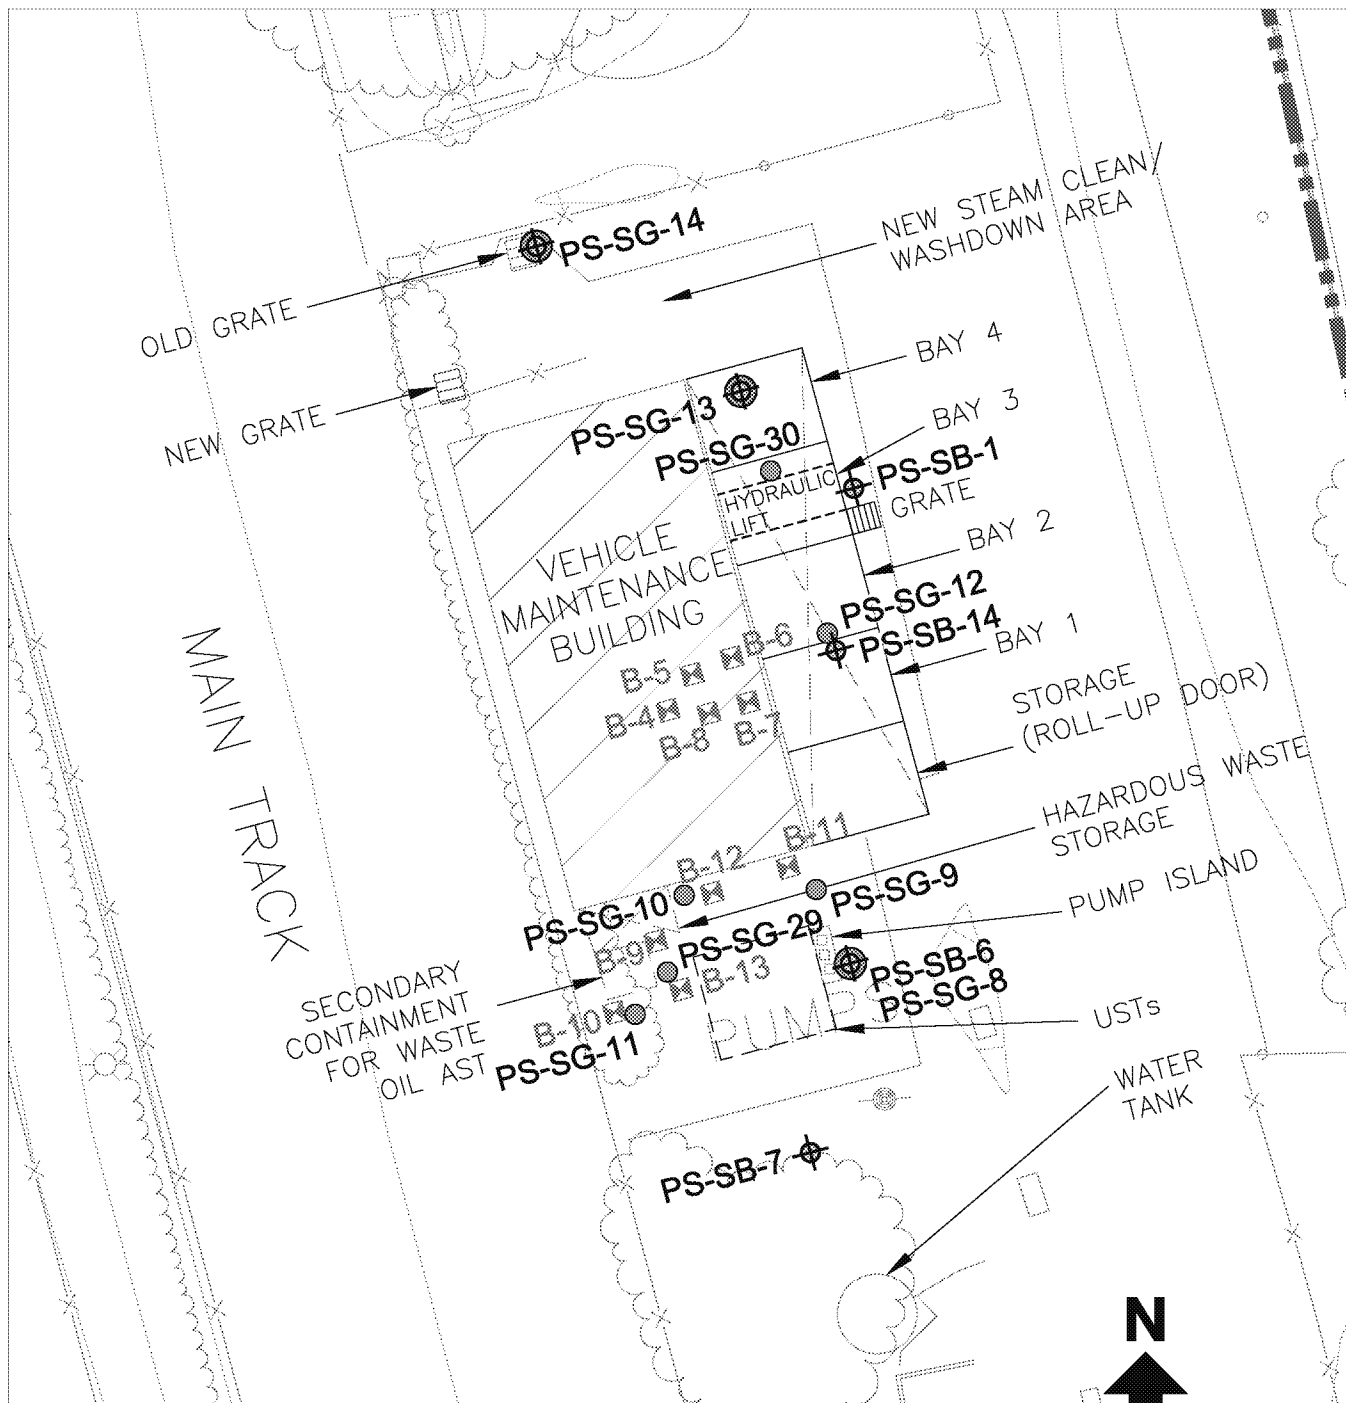 NEW STEAM CLEAN/
WASHDOWN AREA
PS-SG-14
OLD GRATE
BAY 4
NEW GRATE
PS-SG-13
BAY 3
PS-SG-30
PS-SB-1
HYDRAULIC
LIFT
GRATE
BAY 2
VEHICLE
MAINTENANCE
BUILDING
PS-SG-12
PS-SB-14
BAY 1
B-6
B-5
B-4
B-8
B-7
MAIN TRACK
STORAGE
(ROLL-UP DOOR)
HAZARDOUS WASTE
STORAGE
B-11
B-12
PS-SG-9
PS-SG-10
PUMP ISLAND
PS-SG-29
B-9
B-13
PS-SB-6
PS-SG-8
SECONDARY
CONTAINMENT
FOR WASTE
OIL AST
B-10
PS-SG-11
PUMPS
USTs
WATER
TANK
PS-SB-7
N